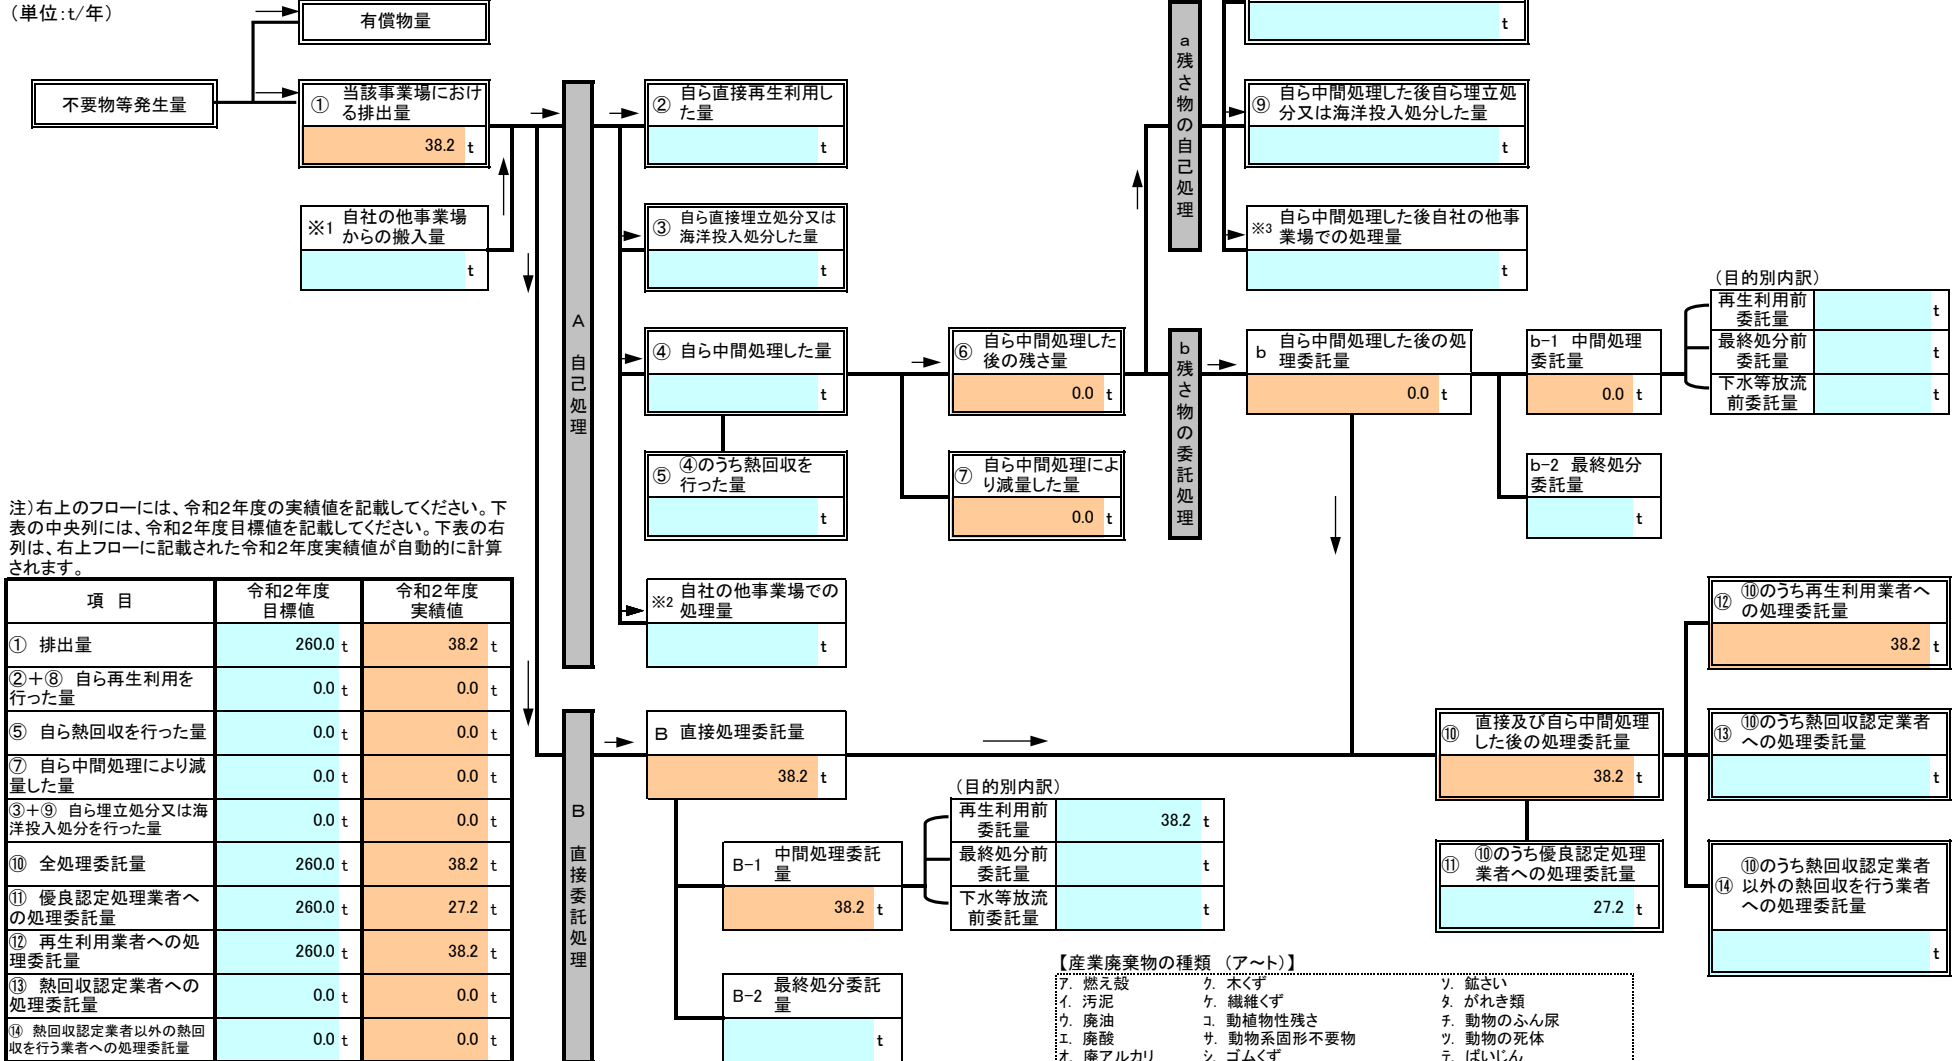 （単位：t/年）
有償物量
不要物等発生量
① 当該事業場におけ
る排出量
38.2 t
※1 自社の他事業場
からの搬入量
t
A 自己処理
② 自ら直接再生利用し
た量
t
③ 自ら直接埋立処分又は
海洋投入処分した量
t
④ 自ら中間処理した量
t
⑤ ④のうち熱回収を
行った量
t
※2 自社の他事業場での
処理量
t
⑥ 自ら中間処理した
後の残さ量
0.0 t
⑦ 自ら中間処理によ
り減量した量
0.0 t
a 残さ物の自己処理
t
⑨ 自ら中間処理した後自ら埋立処
分又は海洋投入処分した量
t
※3 自ら中間処理した後自社の他事
業場での処理量
t
b 残さ物の委託処理
b 自ら中間処理した後の処
理委託量
0.0 t
b-1 中間処理
委託量
0.0 t
b-2 最終処分
委託量
t
（目的別内訳）
再生利用前
委託量
t
最終処分前
委託量
t
下水等放流
前委託量
t
注）右上のフローには、令和２年度の実績値を記載してください。下
表の中央列には、令和２年度目標値を記載してください。下表の右
列は、右上フローに記載された令和２年度実績値が自動的に計算
されます。
項 目 令和２年度 目標値 令和２年度 実績値
① 排出量 260.0 t 38.2 t
②＋⑧ 自ら再生利用を
行った量 0.0 t 0.0 t
⑤ 自ら熱回収を行った量 0.0 t 0.0 t
⑦ 自ら中間処理により減
量した量 0.0 t 0.0 t
③＋⑨ 自ら埋立処分又は海
洋投入処分を行った量 0.0 t 0.0 t
⑩ 全処理委託量 260.0 t 38.2 t
⑪ 優良認定処理業者へ
の処理委託量 260.0 t 27.2 t
⑫ 再生利用業者への処
理委託量 260.0 t 38.2 t
⑬ 熱回収認定業者への
処理委託量 0.0 t 0.0 t
⑭ 熱回収認定業者以外の熱回
収を行う業者への処理委託量 0.0 t 0.0 t
B 直接委託処理
B 直接処理委託量
38.2 t
B-1 中間処理委託
量
38.2 t
B-2 最終処分委託
量
t
（目的別内訳）
再生利用前
委託量
38.2 t
最終処分前
委託量
t
下水等放流
前委託量
t
⑩ 直接及び自ら中間処理
した後の処理委託量
38.2 t
⑪ ⑩のうち優良認定処理
業者への処理委託量
27.2 t
⑫ ⑩のうち再生利用業者へ
の処理委託量
38.2 t
⑬ ⑩のうち熱回収認定業者
への処理委託量
t
⑭ ⑩のうち熱回収認定業者
以外の熱回収を行う業者
への処理委託量
t
【産業廃棄物の種類 （ア～ト）】
ア. 燃え殻 ク. 木くず ソ. 鉱さい
イ. 汚泥 ケ. 繊維くず タ. がれき類
ウ. 廃油 コ. 動植物性残さ チ. 動物のふん尿
エ. 廃酸 サ. 動物系固形不要物 ツ. 動物の死体
オ. 廃アルカリ シ. ゴムくず テ. ばいじん